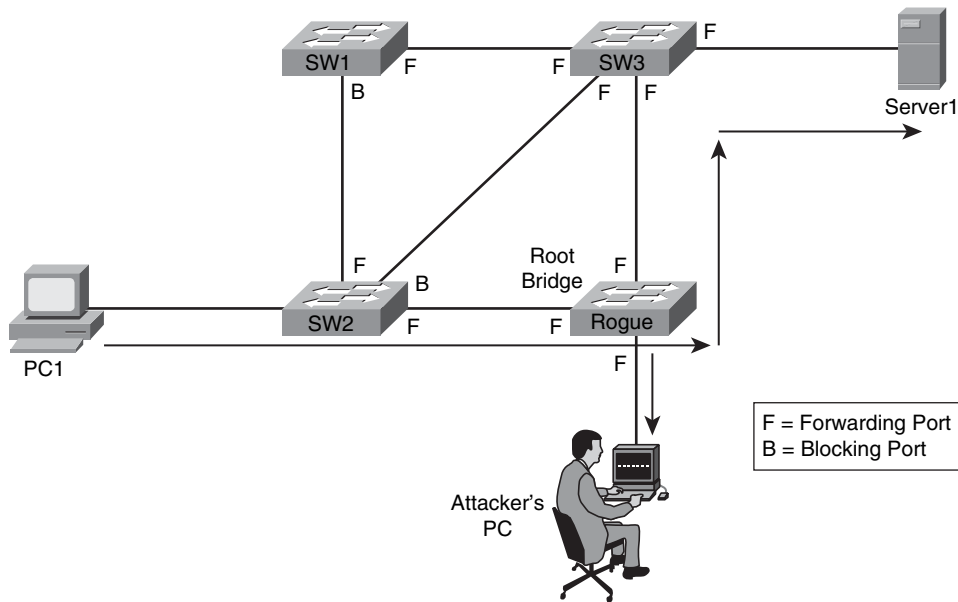 F
SW1
F
F
SW3
F
F
F
B
Server1
Root
Bridge
F
F
B
SW2
F
F
Rogue
PC1
F
F = Forwarding Port
B = Blocking Port
Attacker's
PC